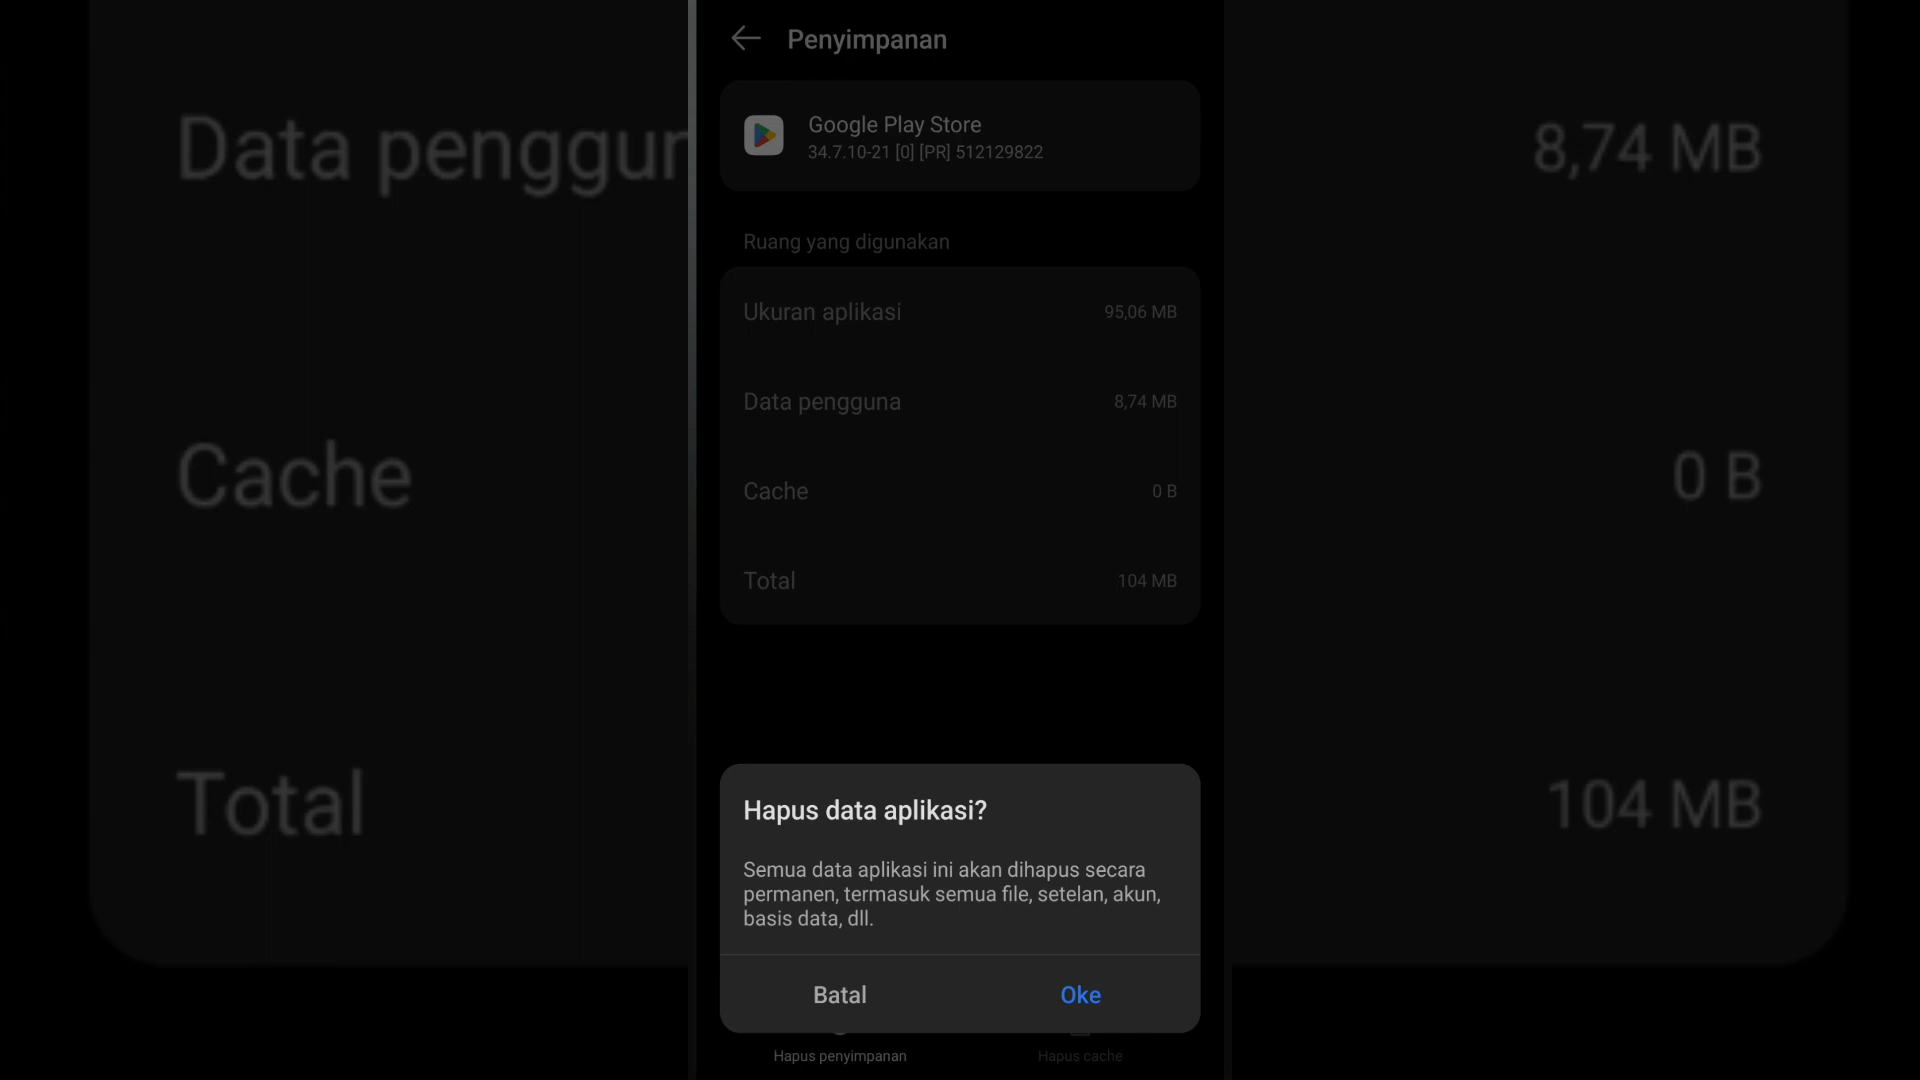 Penyimpanan
Google Play Store
34.7.10-21 [0] [PR] 512129822
Ruang yang digunakan
Ukuran aplikasi 95,06 MB
Data pengguna 8,74 MB
Cache 0 B
Total 104 MB
Hapus data aplikasi?
Semua data aplikasi ini akan dihapus secara
permanen, termasuk semua file, setelan, akun,
basis data, dll.
Batal Oke
Hapus penyimpanan Hapus cache
Data penggun 8,74 MB
Cache 0 B
Total 104 MB